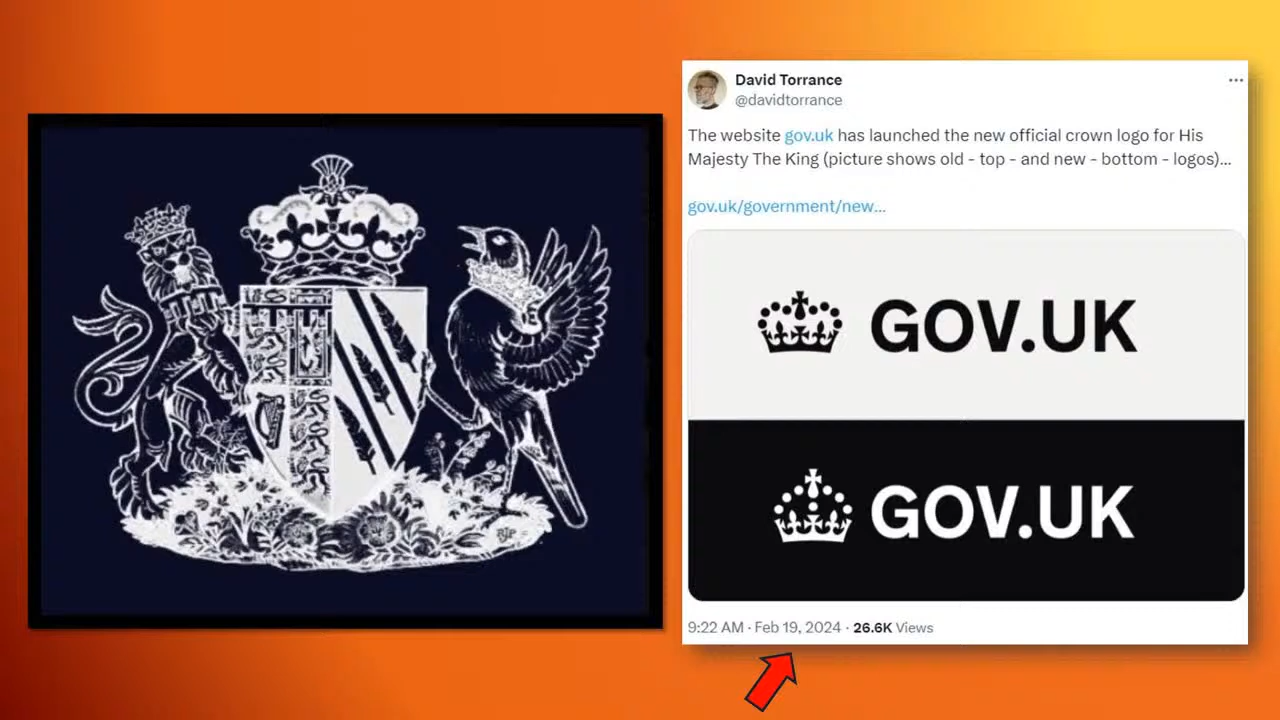 David Torrance
@davidtorrance
The website gov.uk has launched the new official crown logo for His
Majesty The King (picture shows old - top - and new - bottom - logos)...
gov.uk/government/new...
GOV.UK
GOV.UK
9:22 AM · Feb 19, 2024 · 26.6K Views